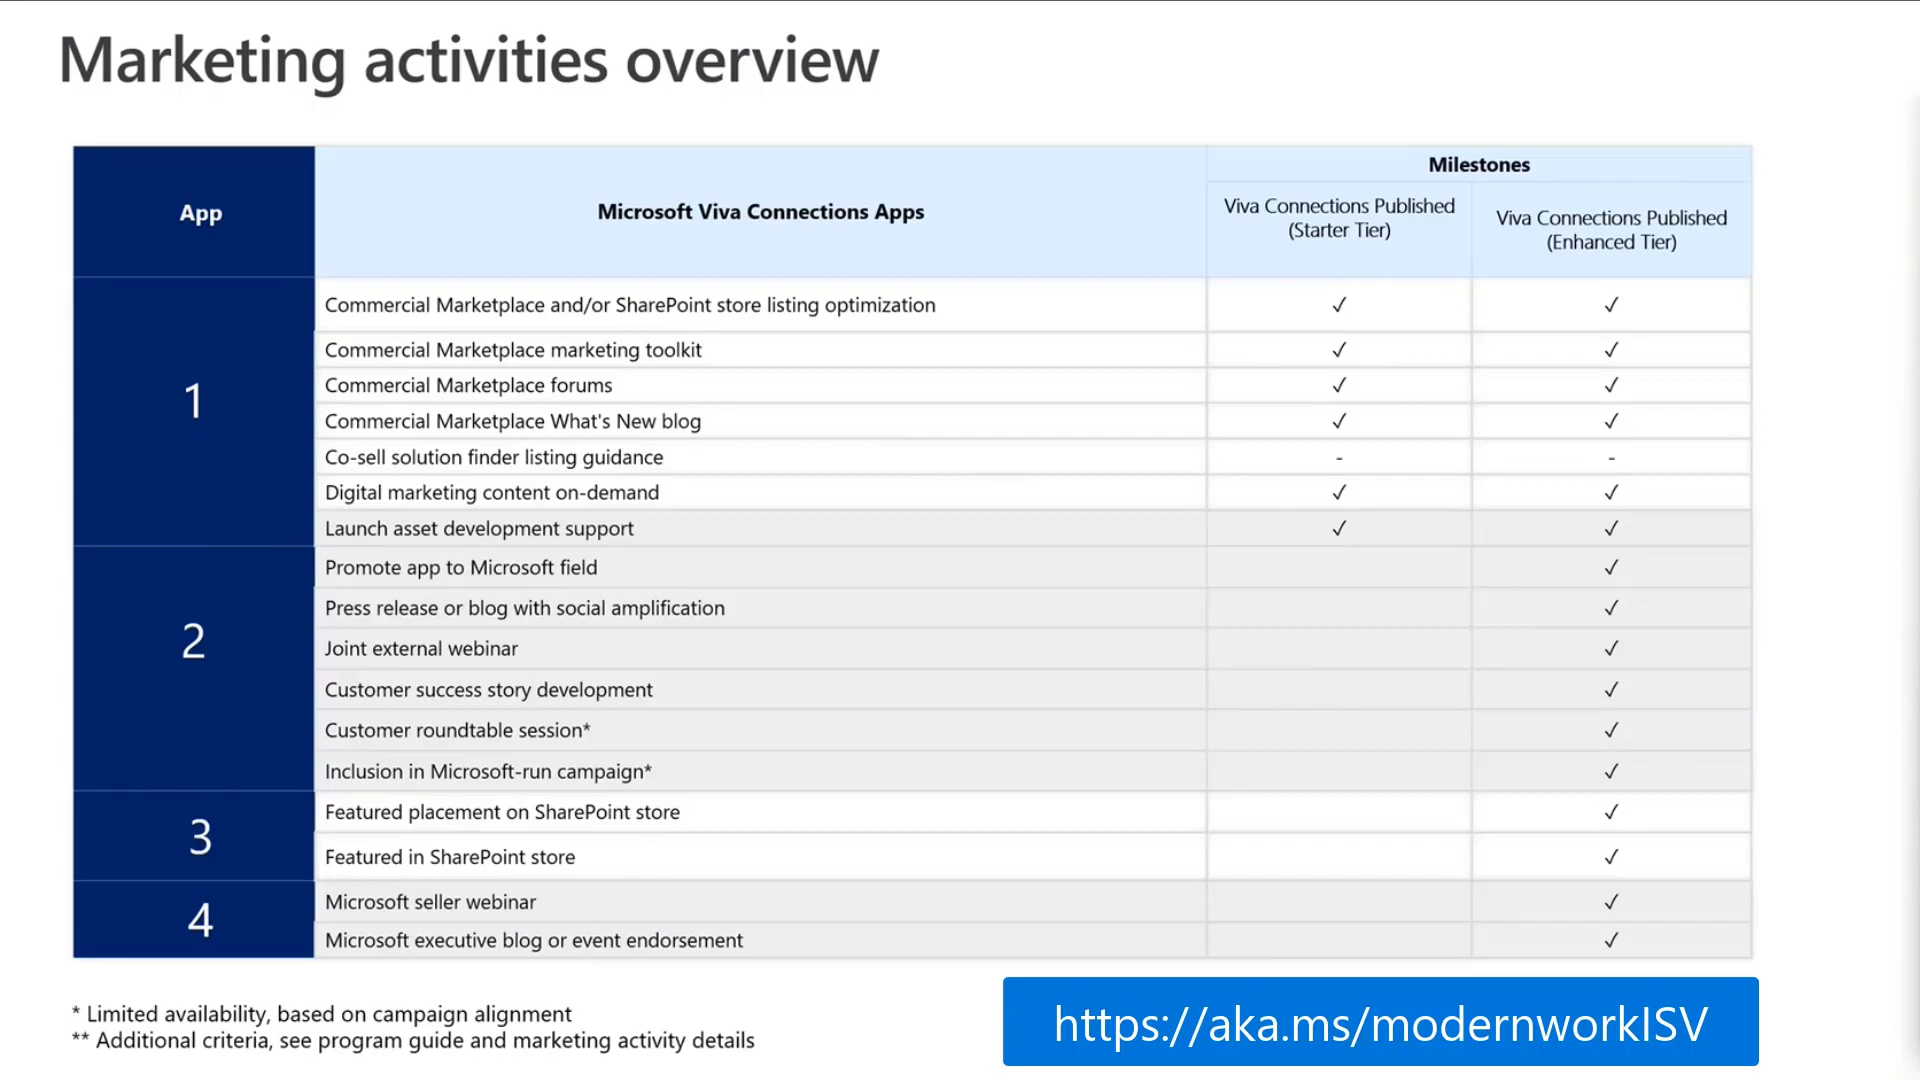 Marketing activities overview
App
Microsoft Viva Connections Apps
Milestones
Viva Connections Published
(Starter Tier)
Viva Connections Published
(Enhanced Tier)
1
Commercial Marketplace and/or SharePoint store listing optimization ✓ ✓
Commercial Marketplace marketing toolkit ✓ ✓
Commercial Marketplace forums ✓ ✓
Commercial Marketplace What's New blog ✓ ✓
Co-sell solution finder listing guidance - -
Digital marketing content on-demand ✓ ✓
Launch asset development support ✓ ✓
2
Promote app to Microsoft field ✓
Press release or blog with social amplification ✓
Joint external webinar ✓
Customer success story development ✓
Customer roundtable session* ✓
Inclusion in Microsoft-run campaign* ✓
3
Featured placement on SharePoint store ✓
Featured in SharePoint store ✓
4
Microsoft seller webinar ✓
Microsoft executive blog or event endorsement ✓
* Limited availability, based on campaign alignment
** Additional criteria, see program guide and marketing activity details
https://aka.ms/modernworkISV